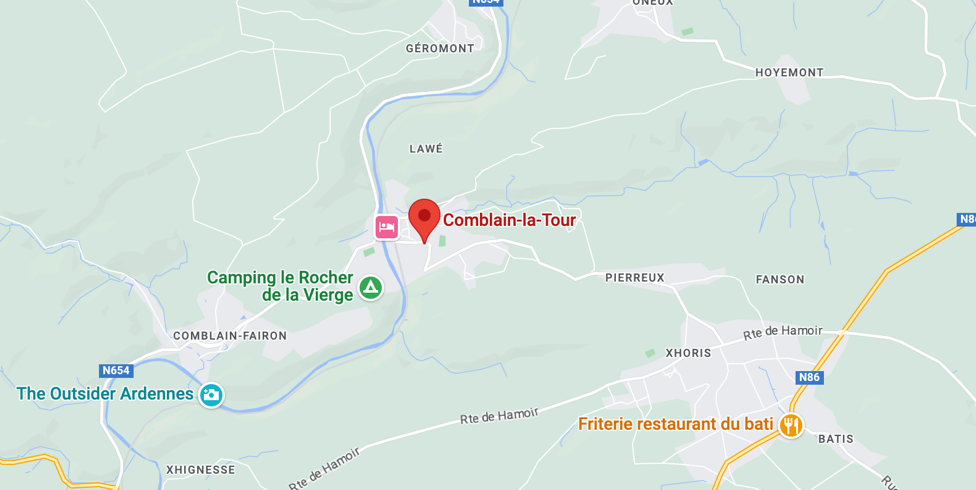 N654
ONEUX
GÉROMONT
HOYEMONT
LAWÉ
Comblain-la-Tour
N86
Camping le Rocher
de la Vierge
PIERREUX
FANSON
COMBLAIN-FAIRON
Rte de Hamoir
XHORIS
N654
N86
The Outsider Ardennes
Rte de Hamoir
Friterie restaurant du bati
BATIS
XHIGNESSE
Rte de Hamoir